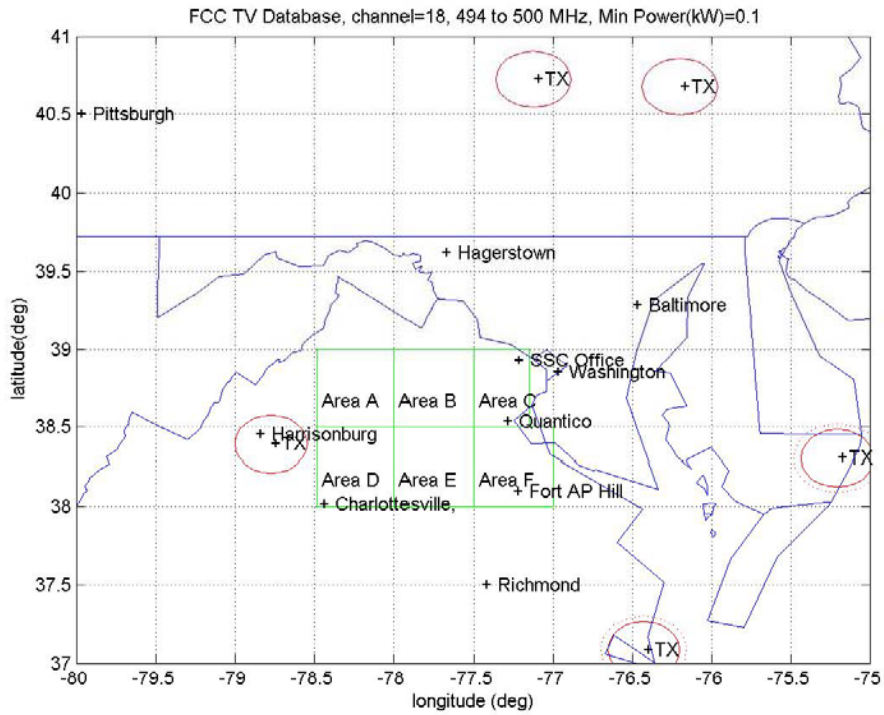 FCC TV Database, channel=18, 494 to 500 MHz, Min Power(kW)=0.1
41
40.5
40
39.5
39
38.5
38
37.5
37
latitude(deg)
TX
TX
Pittsburgh
Hagerstown
Baltimore
SSC Office
Washington
Area A
Area B
Area C
Quantico
Harrisonburg
TX
TX
Area D
Area E
Area F
Fort AP Hill
Charlottesville,
Richmond
TX
-80
-79.5
-79
-78.5
-78
-77.5
-77
-76.5
-76
-75.5
-75
longitude (deg)